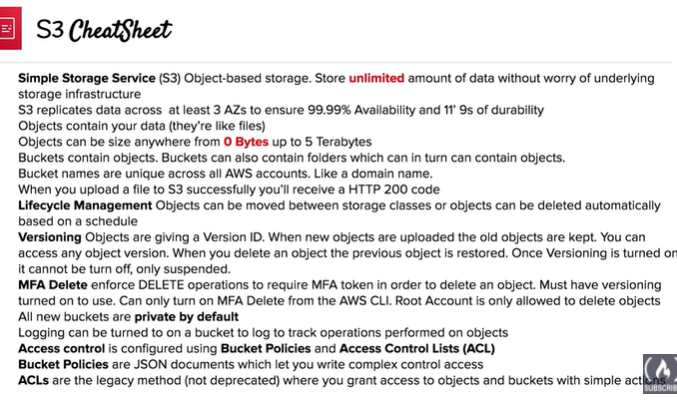 S3 CheatSheet
Simple Storage Service (S3) Object-based storage. Store unlimited amount of data without worry of underlying
storage infrastructure
S3 replicates data across at least 3 AZs to ensure 99.99% Availability and 11' 9s of durability
Objects contain your data (they're like files)
Objects can be size anywhere from 0 Bytes up to 5 Terabytes
Buckets contain objects. Buckets can also contain folders which can in turn can contain objects.
Bucket names are unique across all AWS accounts. Like a domain name.
When you upload a file to S3 successfully you'll receive a HTTP 200 code
Lifecycle Management Objects can be moved between storage classes or objects can be deleted automatically
based on a schedule
Versioning Objects are giving a Version ID. When new objects are uploaded the old objects are kept. You can
access any object version. When you delete an object the previous object is restored. Once Versioning is turned on
it cannot be turn off, only suspended.
MFA Delete enforce DELETE operations to require MFA token in order to delete an object. Must have versioning
turned on to use. Can only turn on MFA Delete from the AWS CLI. Root Account is only allowed to delete objects
All new buckets are private by default
Logging can be turned to on a bucket to log to track operations performed on objects
Access control is configured using Bucket Policies and Access Control Lists (ACL)
Bucket Policies are JSON documents which let you write complex control access
ACLs are the legacy method (not deprecated) where you grant access to objects and buckets with simple actions
SUBSCRIB